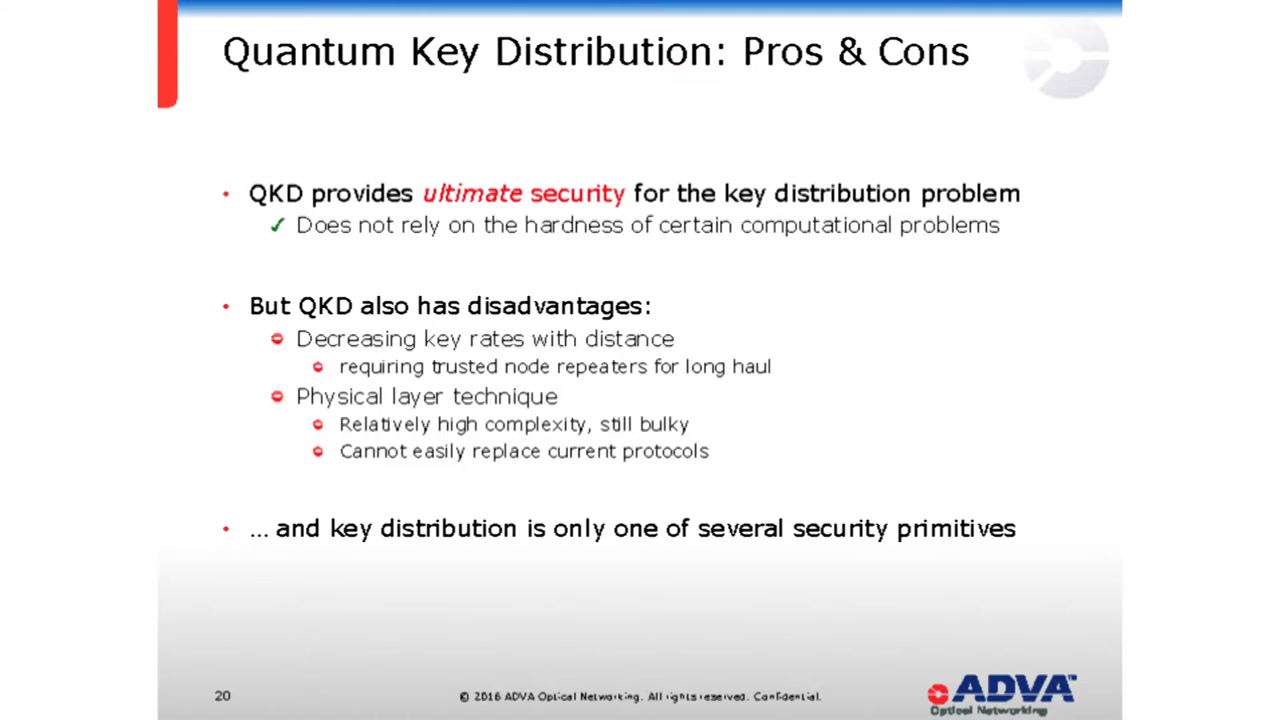 Quantum Key Distribution: Pros & Cons
• QKD provides ultimate security for the key distribution problem
✓ Does not rely on the hardness of certain computational problems
• But QKD also has disadvantages:
Decreasing key rates with distance
requiring trusted node repeaters for long haul
Physical layer technique
Relatively high complexity, still bulky
Cannot easily replace current protocols
• … and key distribution is only one of several security primitives
20
© 2016 ADVA Optical Networking. All rights reserved. Confidential.
ADVA™
Optical Networking